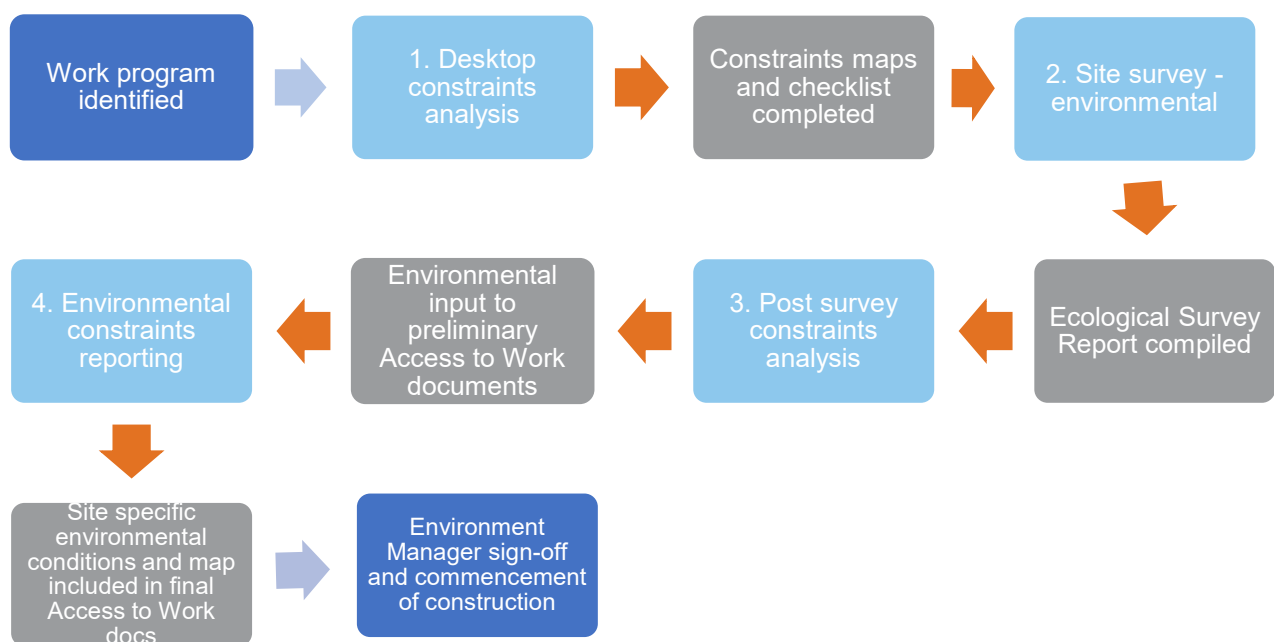 Work program
identified
1. Desktop
constraints
analysis
Constraints maps
and checklist
completed
2. Site survey -
environmental
Ecological Survey
Report compiled
3. Post survey
constraints
analysis
Environmental
input to
preliminary
Access to Work
documents
4. Environmental
constraints
reporting
Site specific
environmental
conditions and map
included in final
Access to Work
docs
Environment
Manager sign-off
and commencement
of construction